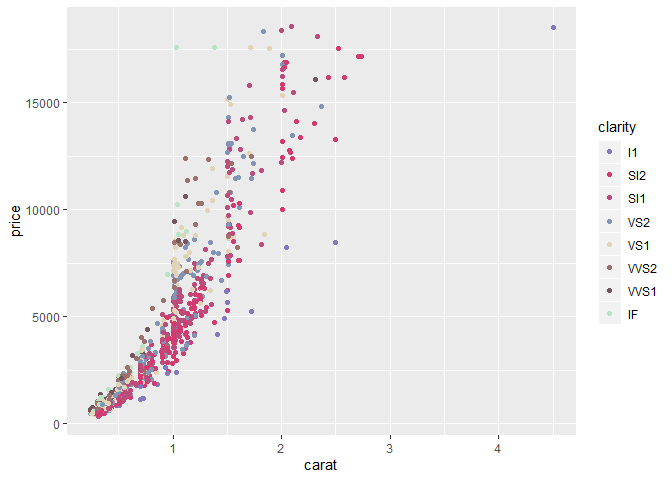 15000
10000
5000
0
price
1
2
3
4
carat
clarity
I1
SI2
SI1
VS2
VS1
VVS2
VVS1
IF